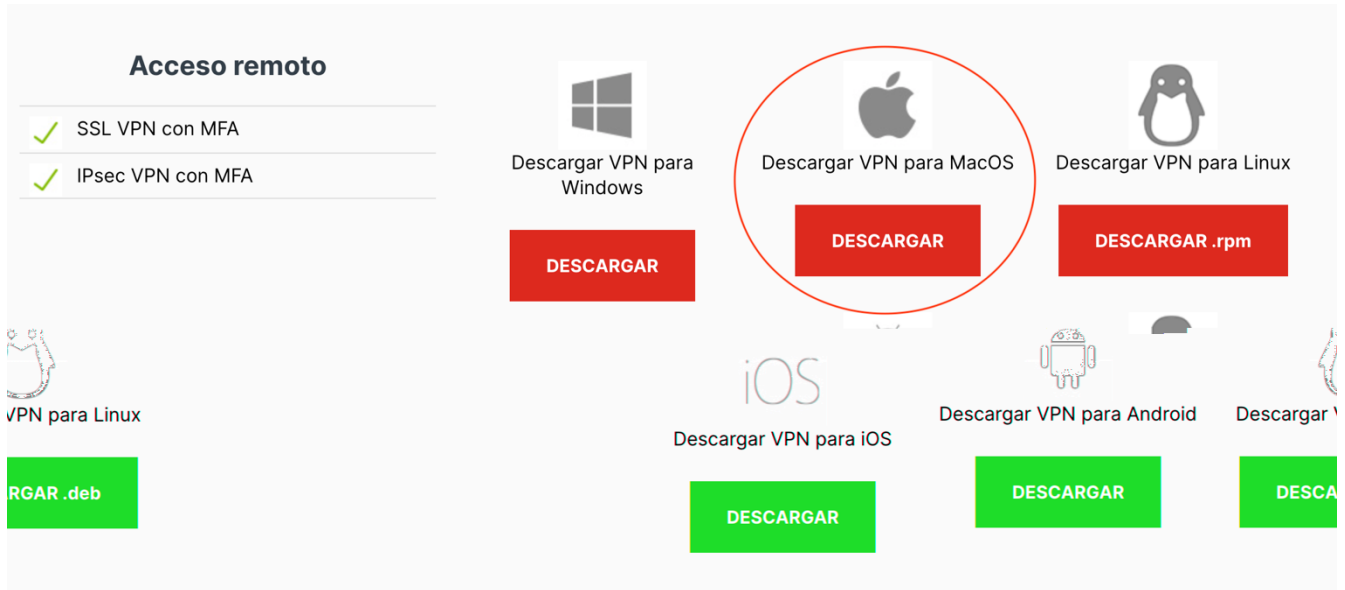 Acceso remoto
SSL VPN con MFA
IPsec VPN con MFA
Descargar VPN para
Windows
DESCARGAR
Descargar VPN para MacOS
DESCARGAR
Descargar VPN para Linux
DESCARGAR .rpm
VPN para Linux
.deb
iOS
Descargar VPN para iOS
DESCARGAR
Descargar VPN para Android
DESCARGAR
Descargar